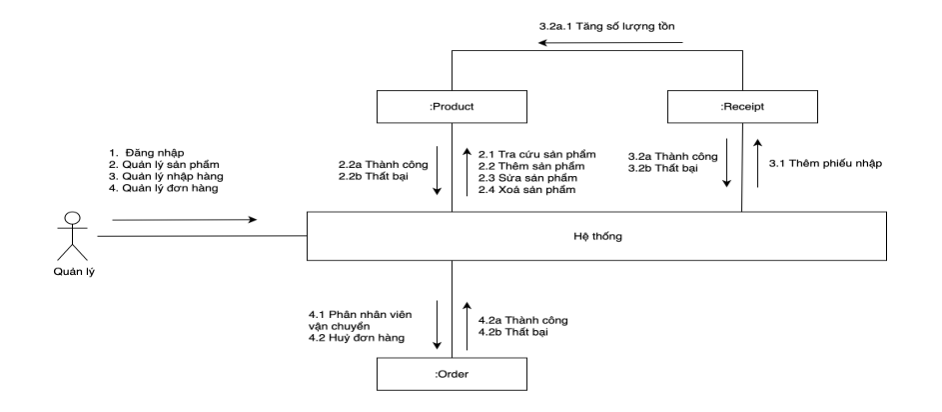 3.2a.1 Tăng số lượng tồn
:Product
:Receipt
1. Đăng nhập
2. Quản lý sản phẩm
3. Quản lý nhập hàng
4. Quản lý đơn hàng
2.2a Thành công
2.2b Thất bại
2.1 Tra cứu sản phẩm
2.2 Thêm sản phẩm
2.3 Sửa sản phẩm
2.4 Xoá sản phẩm
3.2a Thành công
3.2b Thất bại
3.1 Thêm phiếu nhập
Hệ thống
Quản lý
4.1 Phân nhân viên
vận chuyển
4.2 Huỷ đơn hàng
4.2a Thành công
4.2b Thất bại
:Order